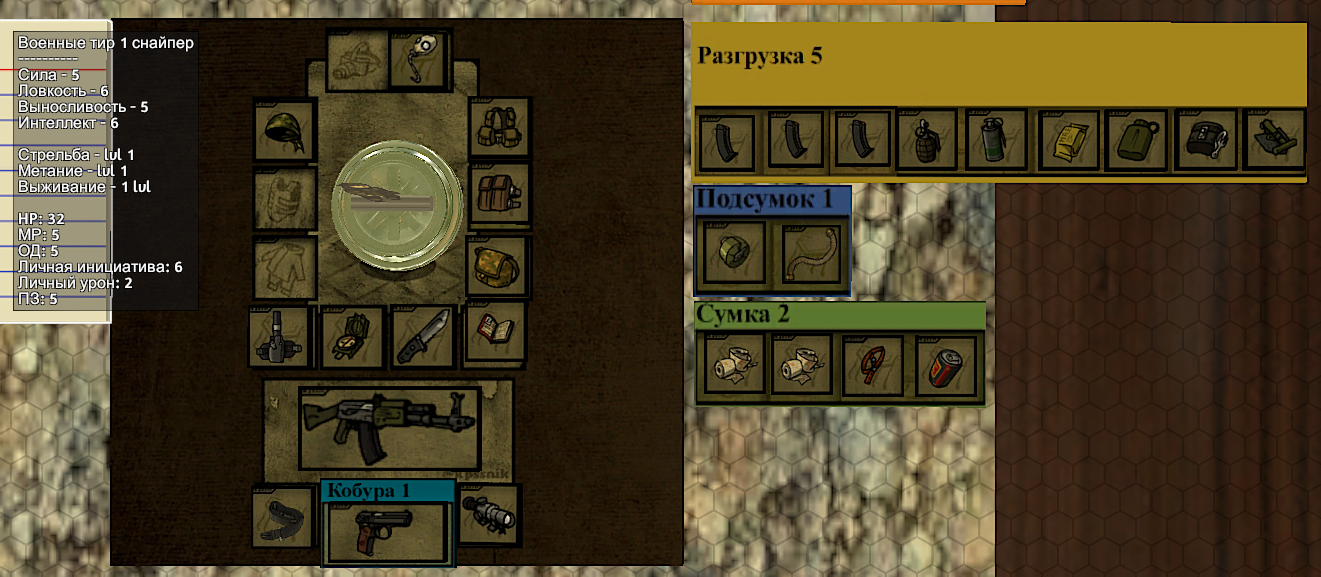 Военные тир 1 снайпер
----------
Сила - 5
Ловкость - 6
Выносливость - 5
Интеллект - 6
Стрельба - lvl 1
Метание - lvl 1
Выживание - 1 lvl
HP: 32
МР: 5
ОД: 5
Личная инициатива: 6
Личный урон: 2
ПЗ: 5
Кобура 1
Разгрузка 5
Подсумок 1
Сумка 2